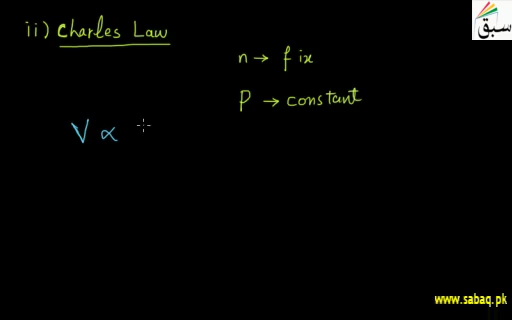 ii) Charles Law
n → fix
P → constant
V ∝
سبق
www.sabaq.pk